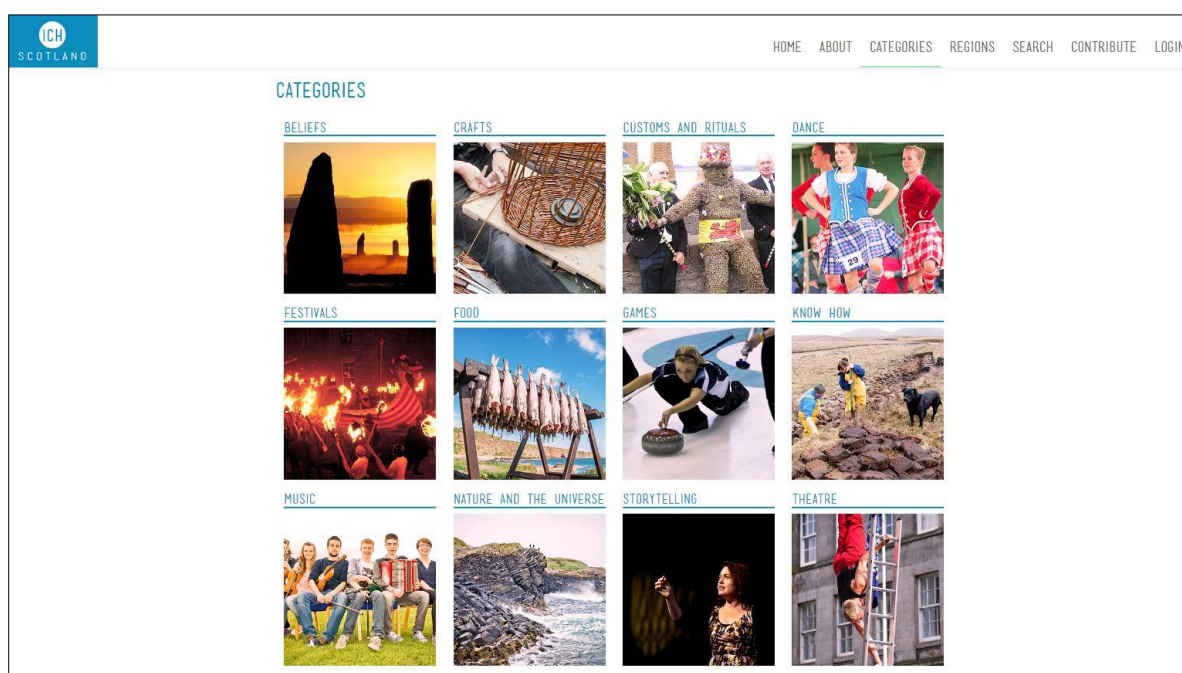 ICH
SCOTLAND
HOME ABOUT CATEGORIES REGIONS SEARCH CONTRIBUTE LOGIN
CATEGORIES
BELIEFS CRAFTS CUSTOMS AND RITUALS DANCE
29
FESTIVALS FOOD GAMES KNOW HOW
MUSIC NATURE AND THE UNIVERSE STORYTELLING THEATRE